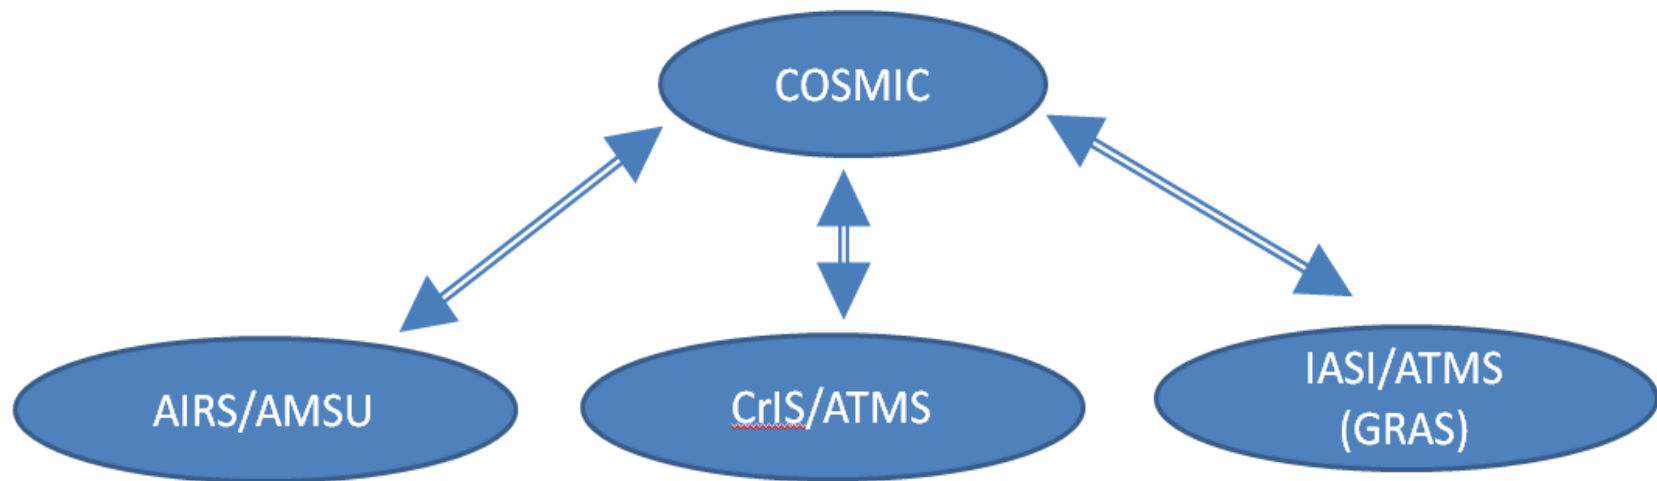 COSMIC
AIRS/AMSU
CrIS/ATMS
IASI/ATMS
(GRAS)